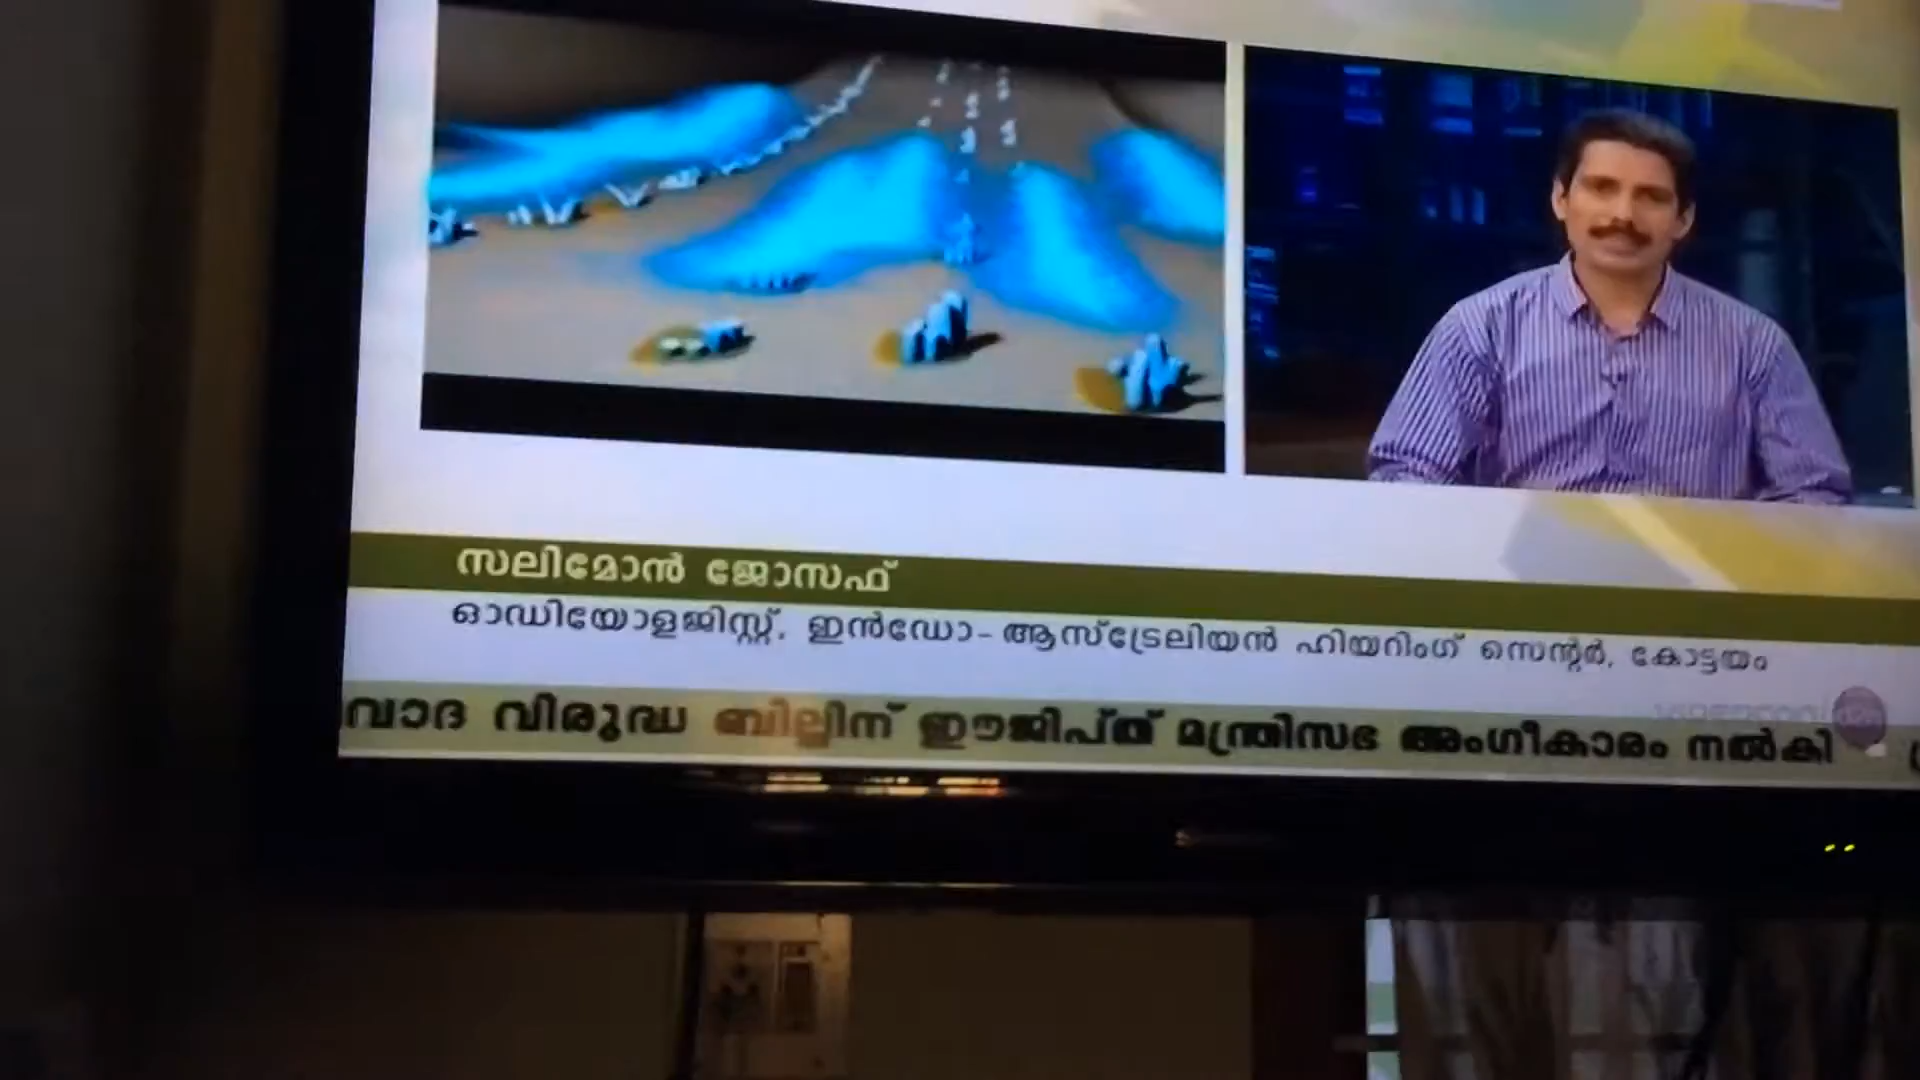 സലിമോൻ ജോസഫ്
ഓഡിയോളജിസ്റ്റ്, ഇൻഡോ-ആസ്ട്രേലിയൻ ഹിയറിംഗ് സെന്റർ, കോട്ടയം
വാദ വിരുദ്ധ ബില്ലിന് ഈജിപ്ത് മന്ത്രിസഭ അംഗീകാരം നൽകി